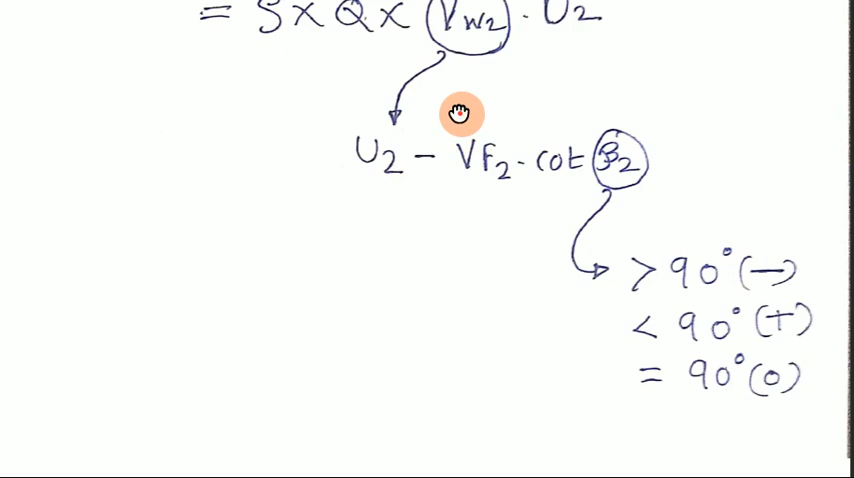 = S × Q × (Vw2) · U2
U2 - VF2 · cot β2
> 90° (-)
< 90° (+)
= 90° (0)